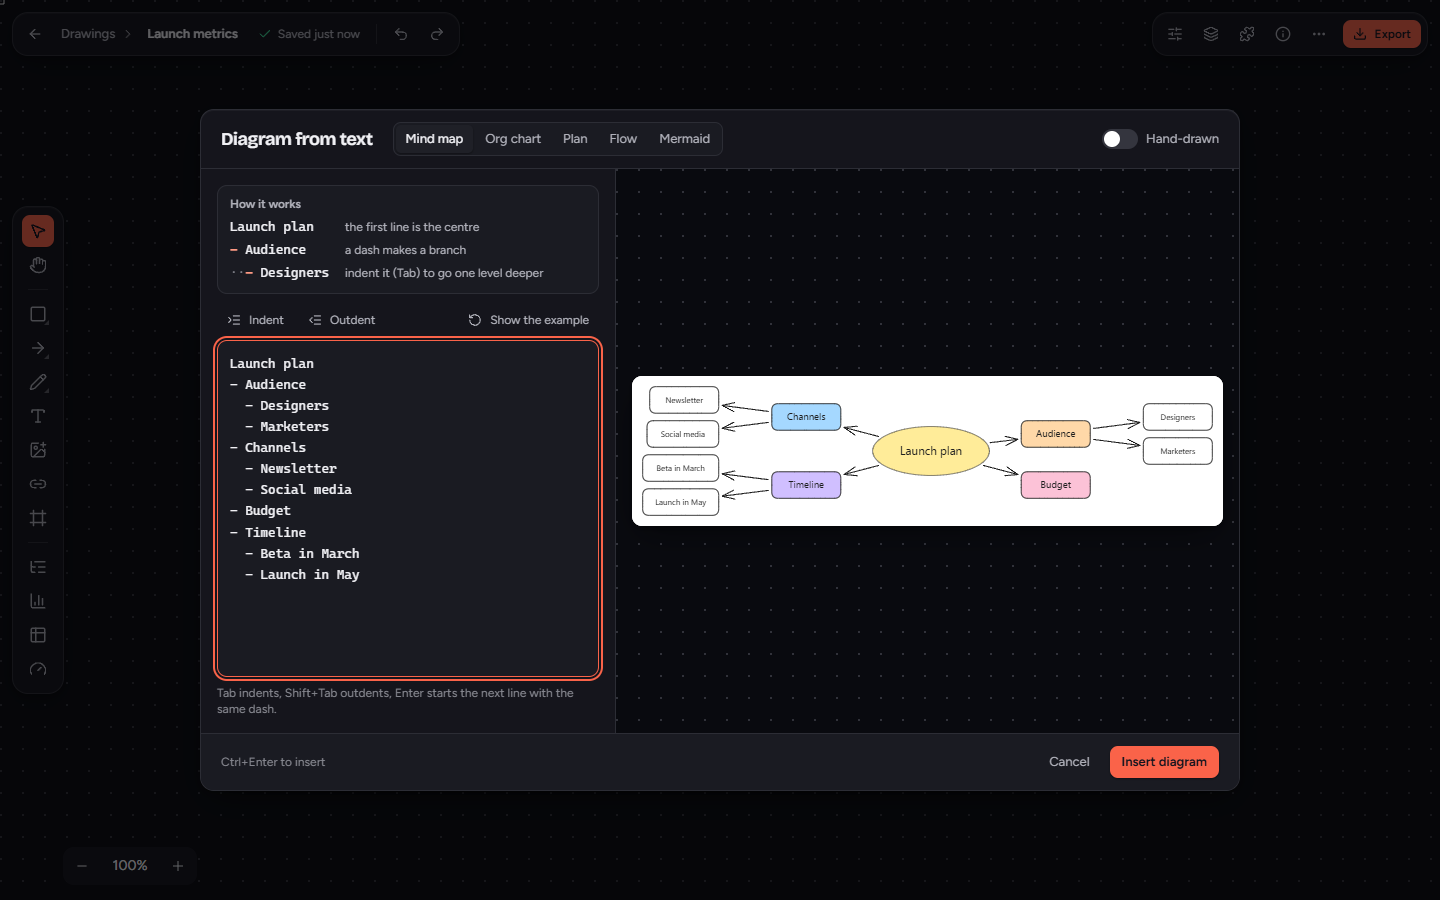 Drawings
Launch metrics
Saved just now
Export
Diagram from text
Mind map
Org chart
Plan
Flow
Mermaid
Hand-drawn
How it works
Launch plan the first line is the centre
– Audience a dash makes a branch
··– Designers indent it (Tab) to go one level deeper
Indent
Outdent
Show the example
Launch plan
– Audience
– Designers
– Marketers
– Channels
– Newsletter
– Social media
– Budget
– Timeline
– Beta in March
– Launch in May
Tab indents, Shift+Tab outdents, Enter starts the next line with the
same dash.
Newsletter
Social media
Beta in March
Launch in May
Channels
Timeline
Launch plan
Audience
Budget
Designers
Marketers
Ctrl+Enter to insert
Cancel
Insert diagram
100%